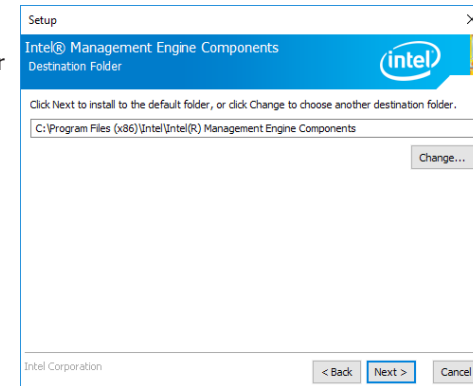 Setup
Intel® Management Engine Components
Destination Folder
intel
r
Click Next to install to the default folder, or click Change to choose another destination folder.
C:\Program Files (x86)\Intel\Intel(R) Management Engine Components
Change...
Intel Corporation
< Back
Next >
Cancel